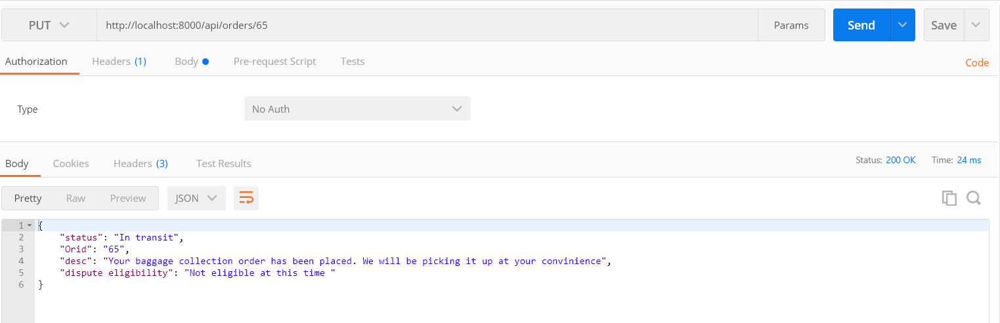 PUT http://localhost:8000/api/orders/65 Params Send Save
Authorization Headers (1) Body Pre-request Script Tests Code
Type No Auth
Body Cookies Headers (3) Test Results Status: 200 OK Time: 24 ms
Pretty Raw Preview JSON
1 {
2 "status": "In transit",
3 "Orid": "65",
4 "desc": "Your baggage collection order has been placed. We will be picking it up at your convinience",
5 "dispute eligibility": "Not eligible at this time "
6 }